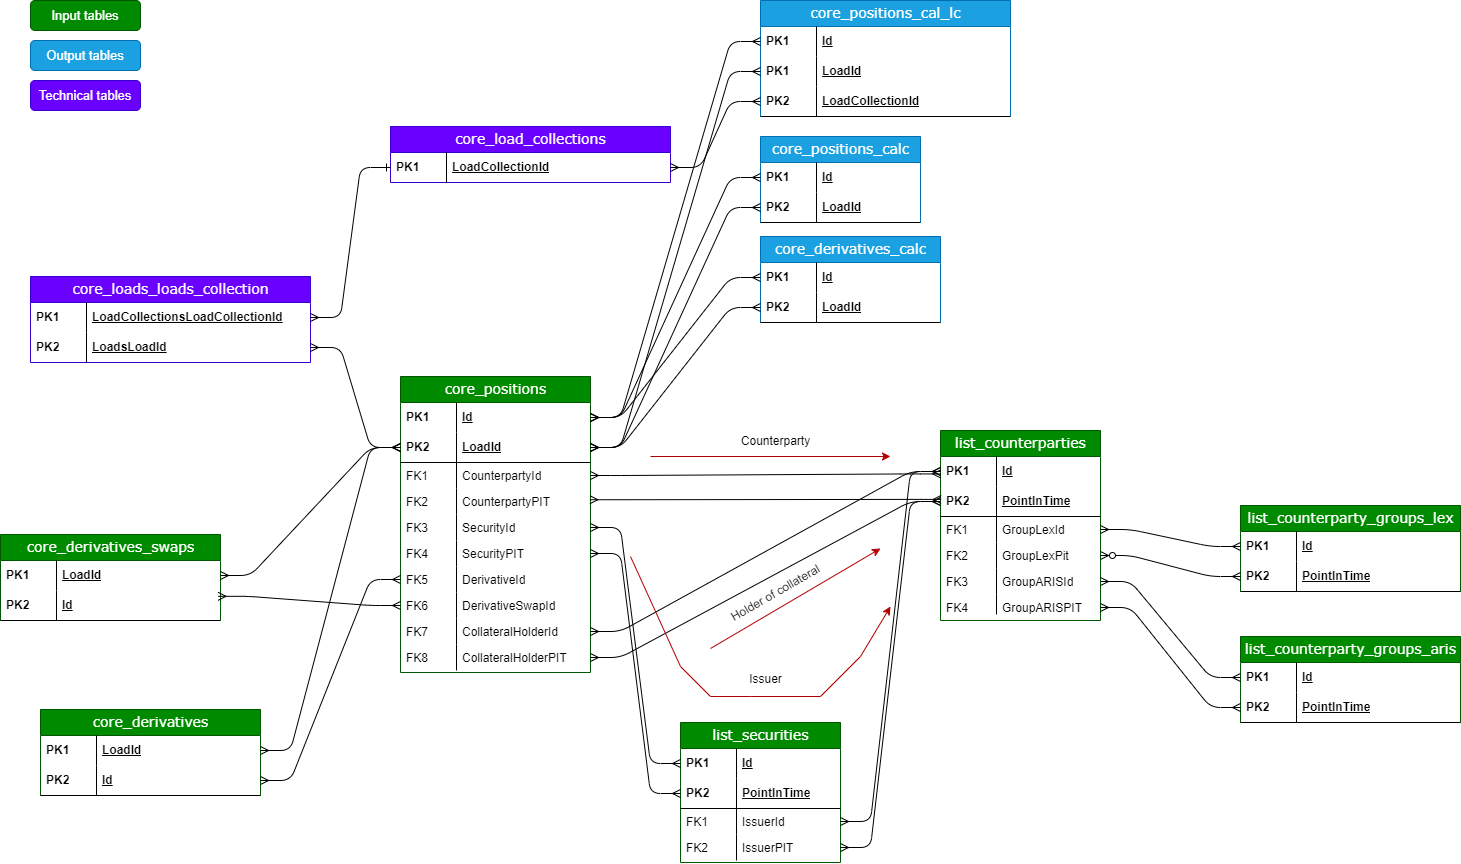 Input tables
Output tables
Technical tables
core_positions_cal_lc
PK1 Id
PK1 LoadId
PK2 LoadCollectionId
core_load_collections
PK1 LoadCollectionId
core_positions_calc
PK1 Id
PK2 LoadId
core_derivatives_calc
PK1 Id
PK2 LoadId
core_loads_loads_collection
PK1 LoadCollectionsLoadCollectionId
PK2 LoadsLoadId
core_positions
PK1 Id
PK2 LoadId
FK1 CounterpartyId
FK2 CounterpartyPIT
FK3 SecurityId
FK4 SecurityPIT
FK5 DerivativeId
FK6 DerivativeSwapId
FK7 CollateralHolderId
FK8 CollateralHolderPIT
Counterparty
Holder of collateral
Issuer
list_counterparties
PK1 Id
PK2 PointInTime
FK1 GroupLexId
FK2 GroupLexPit
FK3 GroupARISId
FK4 GroupARISPIT
list_counterparty_groups_lex
PK1 Id
PK2 PointInTime
list_counterparty_groups_aris
PK1 Id
PK2 PointInTime
core_derivatives_swaps
PK1 LoadId
PK2 Id
core_derivatives
PK1 LoadId
PK2 Id
list_securities
PK1 Id
PK2 PointInTime
FK1 IssuerId
FK2 IssuerPIT